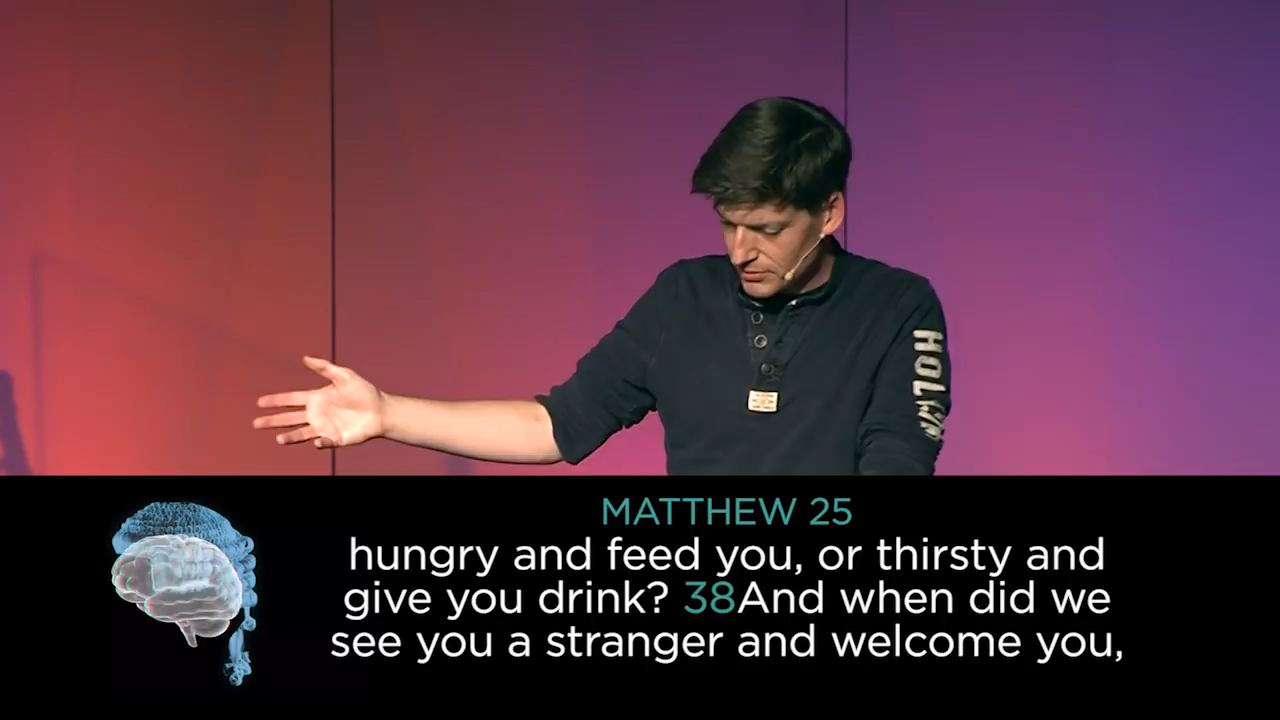 HOLY
MATTHEW 25
hungry and feed you, or thirsty and
give you drink? 38And when did we
see you a stranger and welcome you,